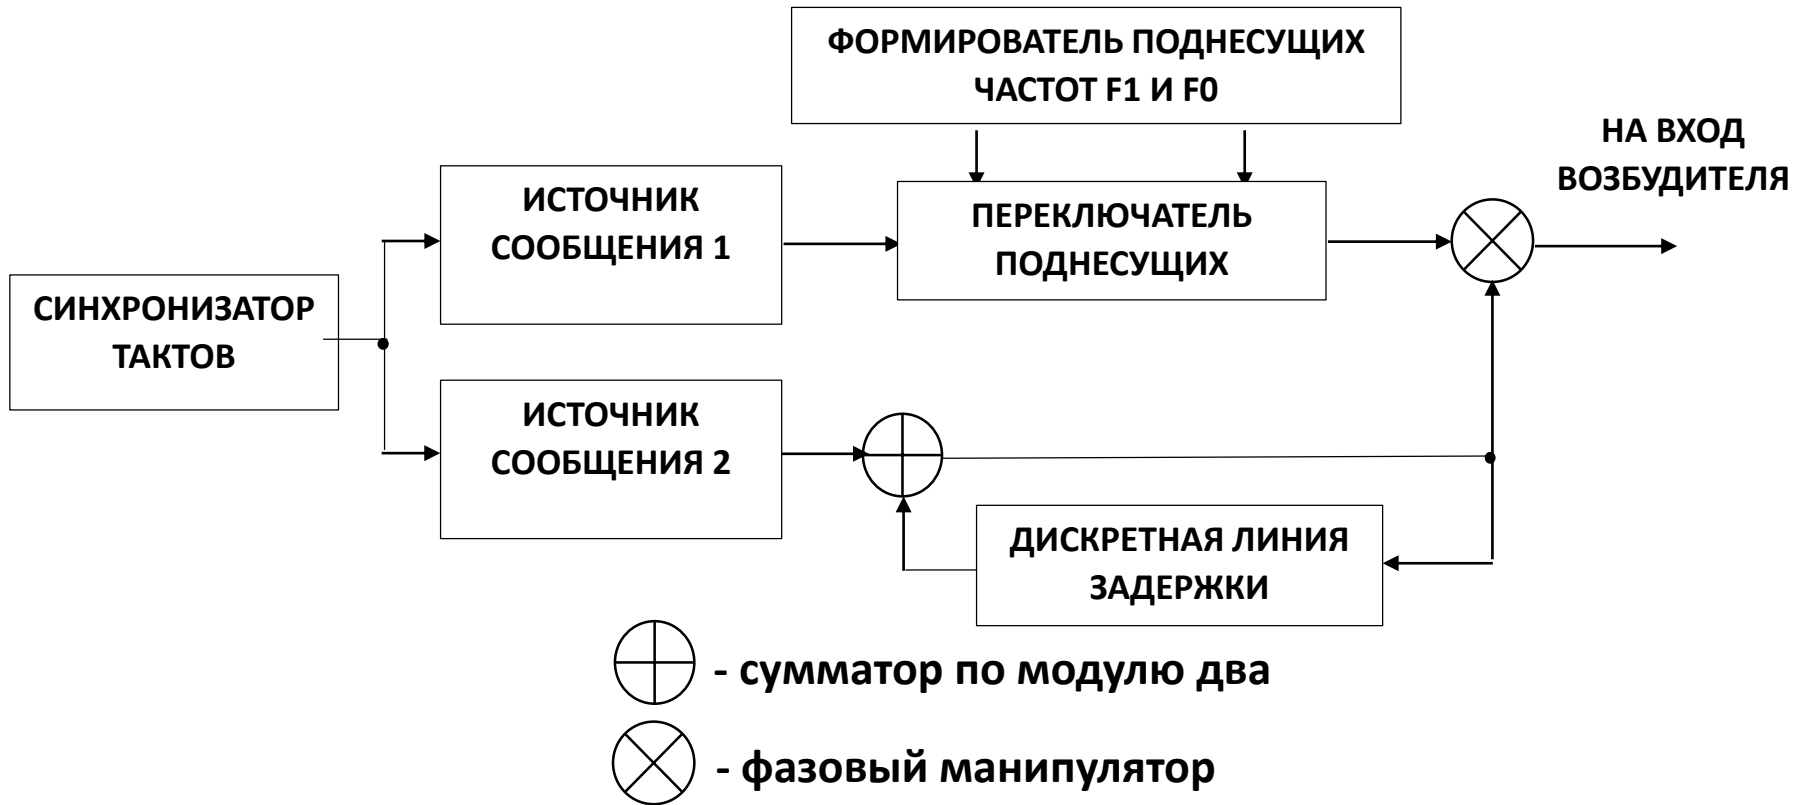 ФОРМИРОВАТЕЛЬ ПОДНЕСУЩИХ
ЧАСТОТ F1 И F0
НА ВХОД
ВОЗБУДИТЕЛЯ
ИСТОЧНИК
СООБЩЕНИЯ 1
ПЕРЕКЛЮЧАТЕЛЬ
ПОДНЕСУЩИХ
СИНХРОНИЗАТОР
ТАКТОВ
ИСТОЧНИК
СООБЩЕНИЯ 2
ДИСКРЕТНАЯ ЛИНИЯ
ЗАДЕРЖКИ
- сумматор по модулю два
- фазовый манипулятор